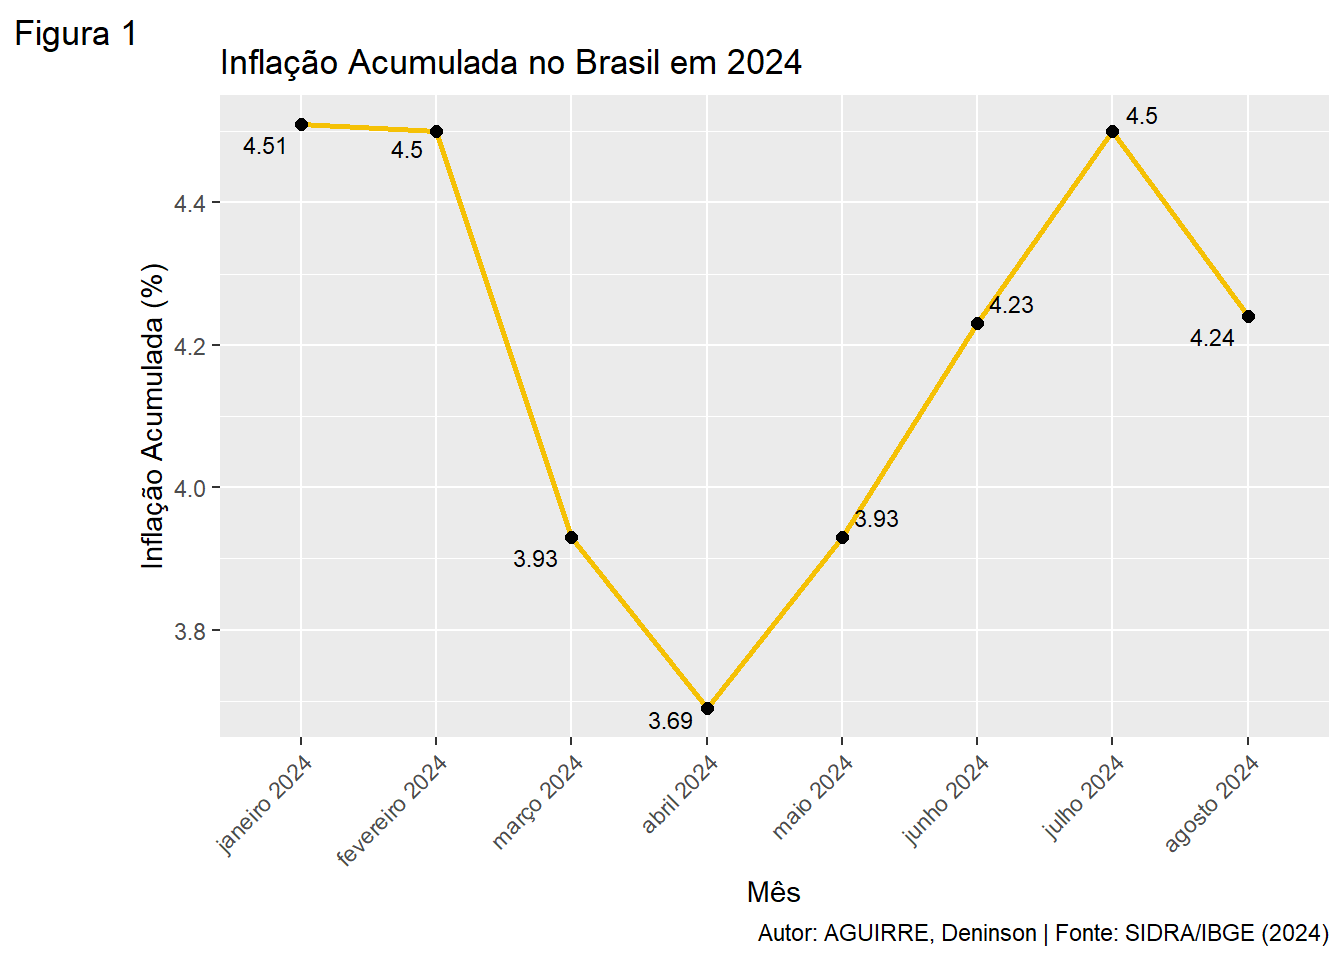 Figura 1
Inflação Acumulada no Brasil em 2024
Inflação Acumulada (%)
4.4
4.2
4.0
3.8
4.51
4.5
3.93
3.69
3.93
4.23
4.5
4.24
janeiro 2024
fevereiro 2024
março 2024
abril 2024
maio 2024
junho 2024
julho 2024
agosto 2024
Mês
Autor: AGUIRRE, Deninson | Fonte: SIDRA/IBGE (2024)